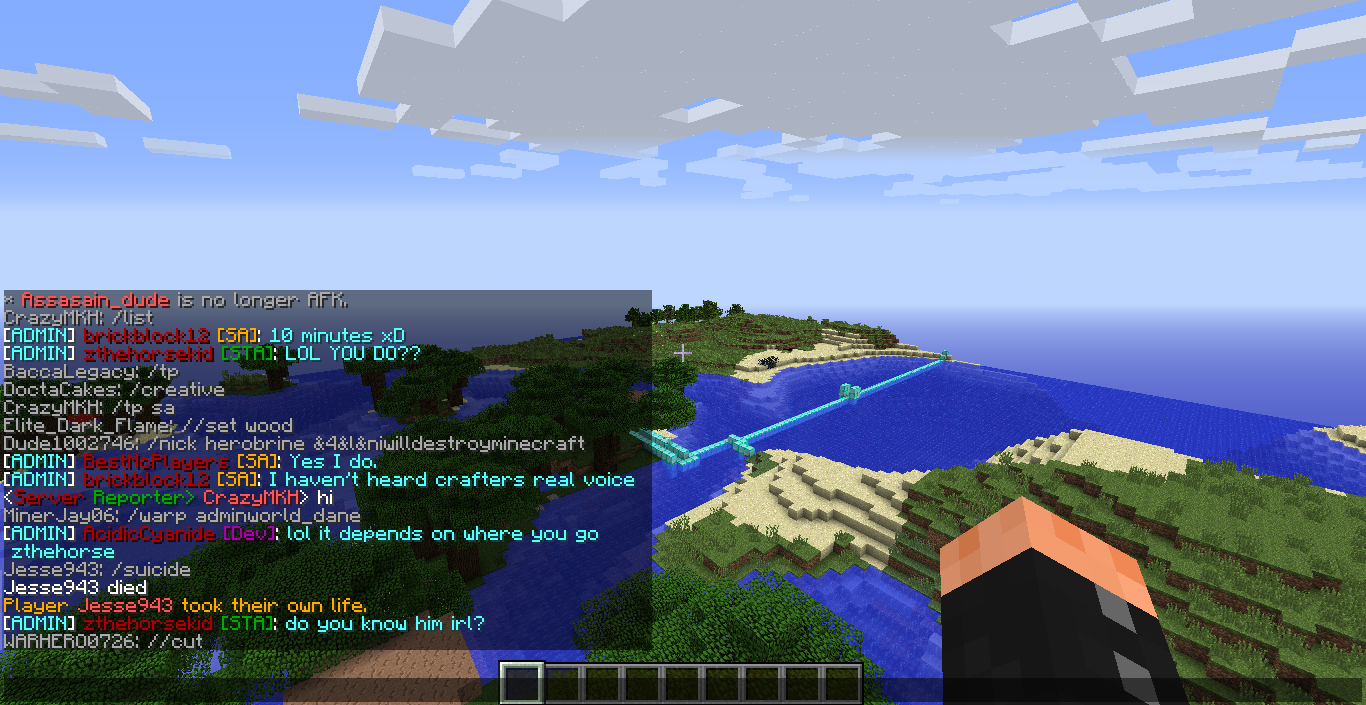 * Assasain_dude is no longer AFK.
CrazyMKH: /list
[ADMIN] brickblock12 [SA]: 10 minutes xD
[ADMIN] zthehorsekid [STA]: LOL YOU DO??
BaccaLegacy: /tp
DoctaCakes: /creative
CrazyMKH: /tp sa
Elite_Dark_Flame: //set wood
Dude1002746: /nick herobrine &4&l&niwilldestroyminecraft
[ADMIN] BestMcPlayers [SA]: Yes I do.
[ADMIN] brickblock12 [SA]: I haven't heard crafters real voice
<Server Reporter> CrazyMKH> hi
MinerJay06: /warp adminworld_dane
[ADMIN] AcidicCyanide [Dev]: lol it depends on where you go
zthehorse
Jesse943: /suicide
Jesse943 died
Player Jesse943 took their own life.
[ADMIN] zthehorsekid [STA]: do you know him irl?
WARHERO0726: //cut